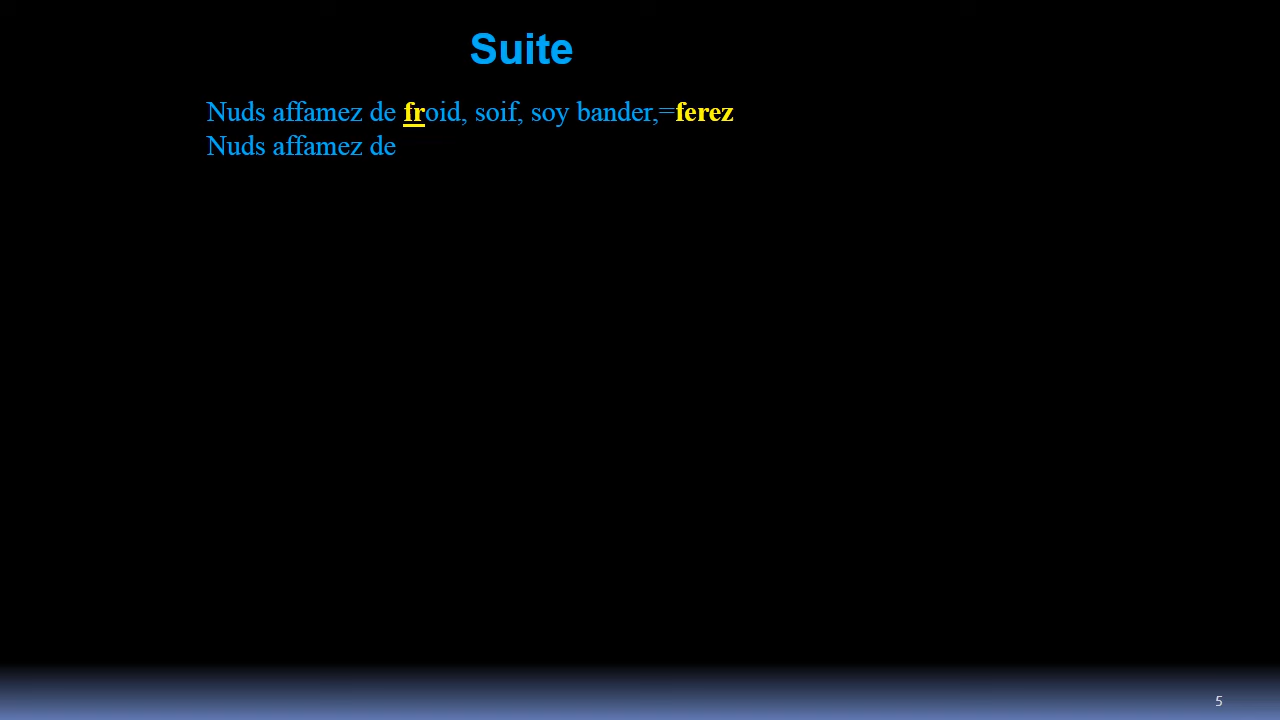 Suite
Nuds affamez de froid, soif, soy bander,=ferez
Nuds affamez de
5